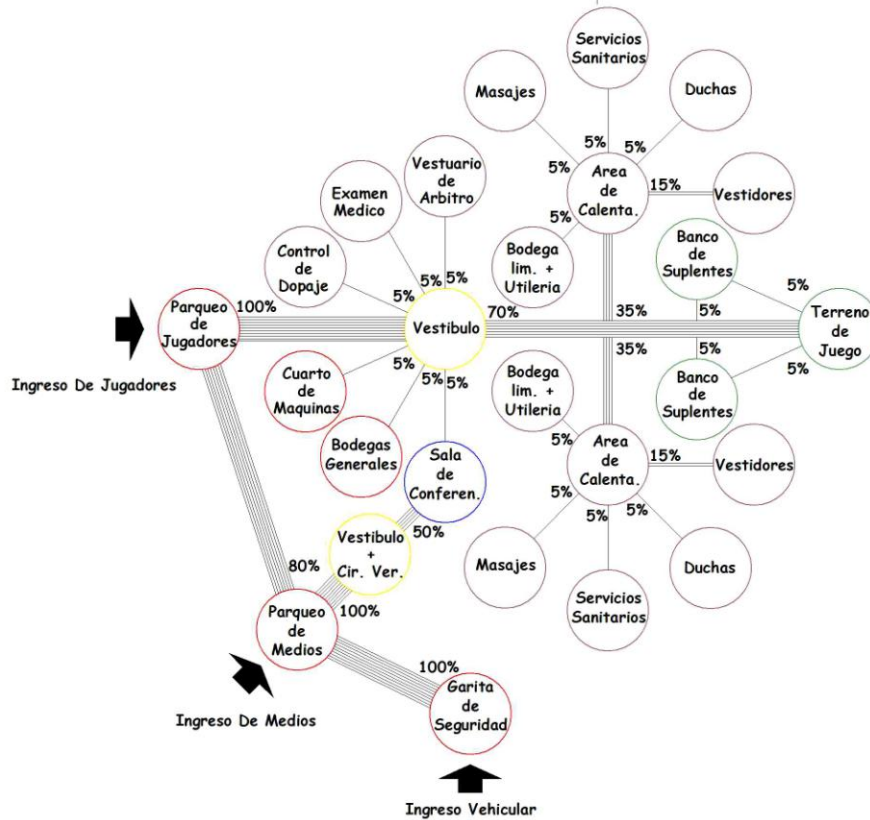 Servicios
Sanitarios
Masajes
Duchas
5%
5%
5%
Vestuario
de
Arbitro
Area
de
Calenta.
15%
Vestidores
Examen
Medico
5%
Bodega
lim. +
Utileria
Banco
de
Suplentes
Control
de
Dopaje
5%
5%
5%
5%
Parqueo
de
Jugadores
100%
Vestibulo
70%
35%
5%
Terreno
de
Juego
Ingreso De Jugadores
35%
5%
5%
Cuarto
de
Maquinas
5%
5%
5%
Bodega
lim. +
Utileria
Banco
de
Suplentes
Bodegas
Generales
Sala
de
Conferen.
5%
Area
de
Calenta.
15%
Vestidores
5%
5%
5%
50%
Vestibulo
+
Cir. Ver.
Masajes
Duchas
80%
100%
Servicios
Sanitarios
Parqueo
de
Medios
100%
Garita
de
Seguridad
Ingreso De Medios
Ingreso Vehicular